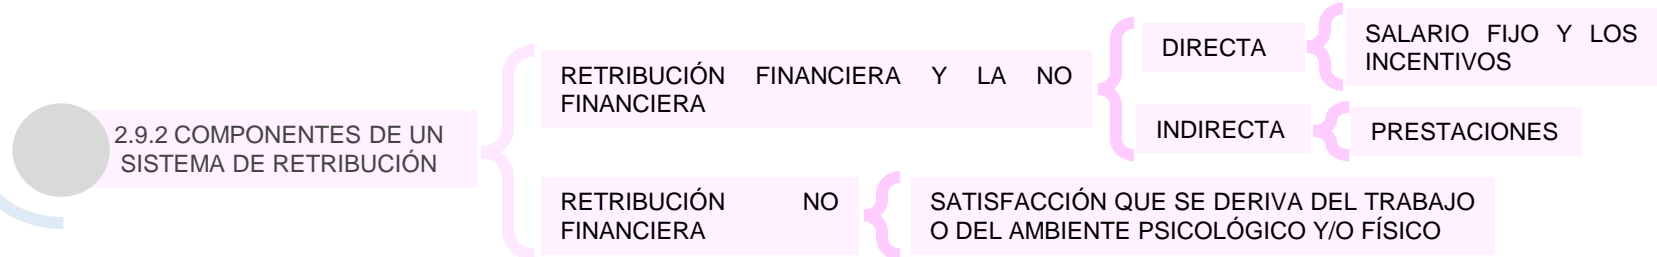 2.9.2 COMPONENTES DE UN
SISTEMA DE RETRIBUCIÓN
RETRIBUCIÓN FINANCIERA Y LA NO
FINANCIERA
DIRECTA
SALARIO FIJO Y LOS
INCENTIVOS
INDIRECTA
PRESTACIONES
RETRIBUCIÓN NO
FINANCIERA
SATISFACCIÓN QUE SE DERIVA DEL TRABAJO
O DEL AMBIENTE PSICOLÓGICO Y/O FÍSICO